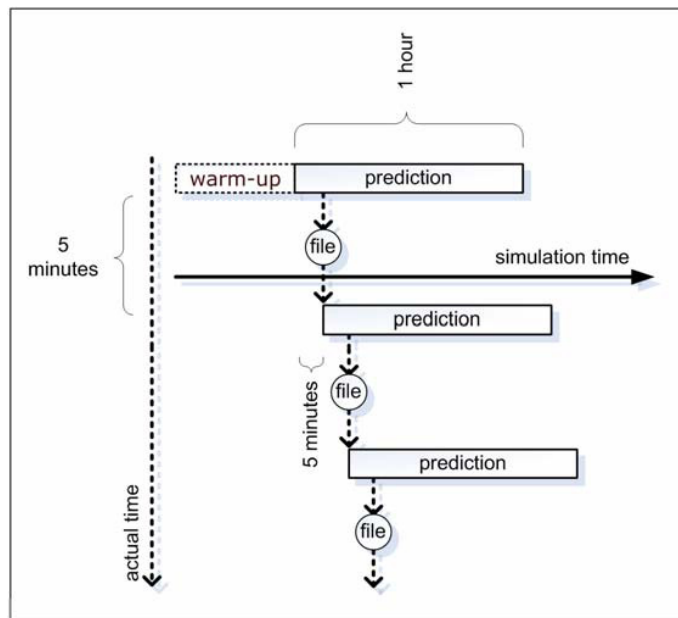 1 hour
warm-up
prediction
5
minutes
file
simulation time
prediction
5 minutes
file
prediction
actual time
file